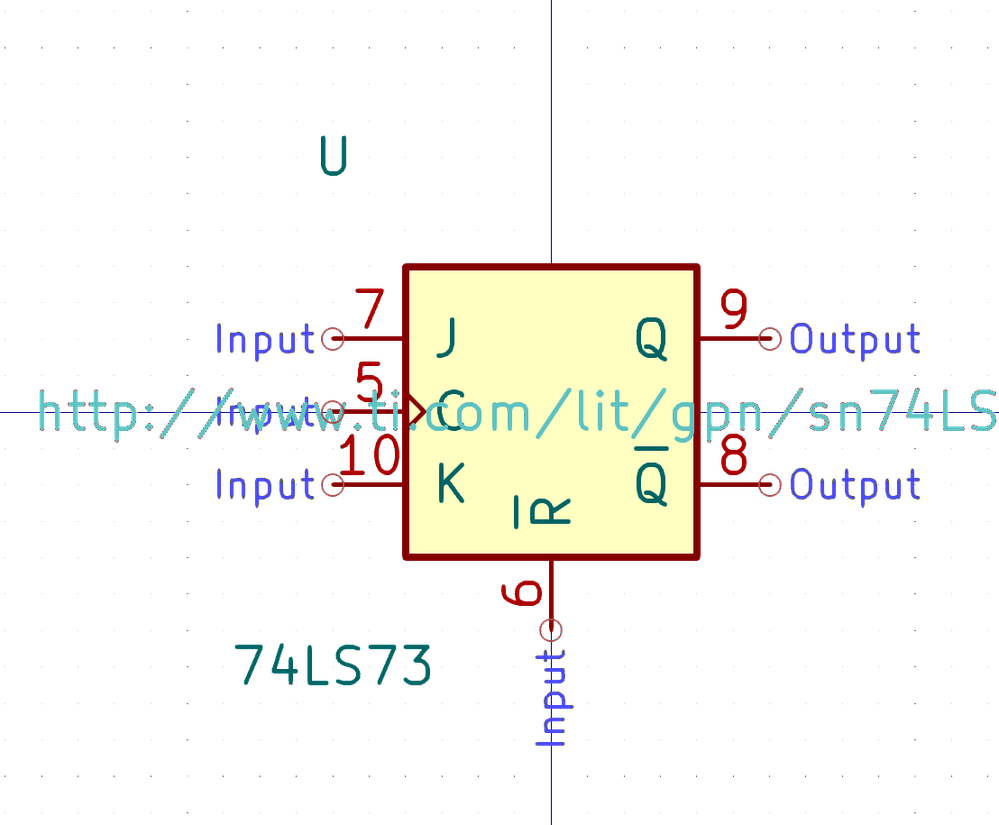 U
7 9
Input J Q Output
5
Input C
http://www.ti.com/lit/gpn/sn74LS
10 8
Input K Q̅ Output
R̅
6
74LS73
Input